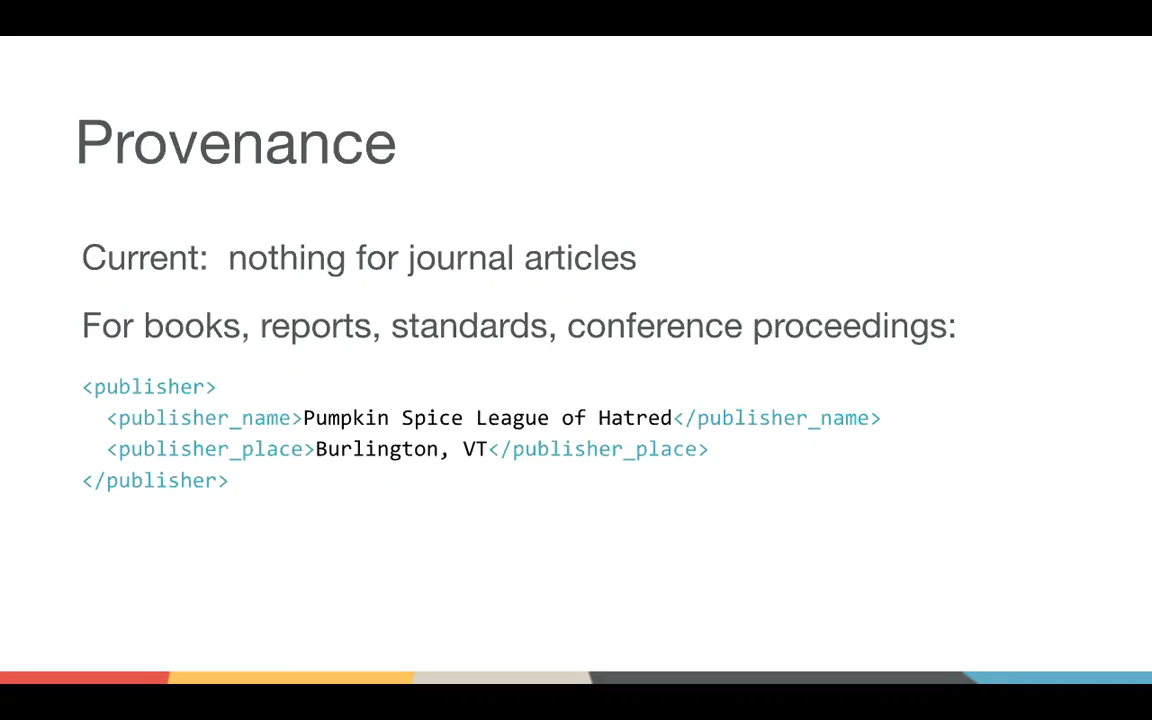 Provenance
Current:  nothing for journal articles
For books, reports, standards, conference proceedings:
<publisher>
  <publisher_name>Pumpkin Spice League of Hatred</publisher_name>
  <publisher_place>Burlington, VT</publisher_place>
</publisher>